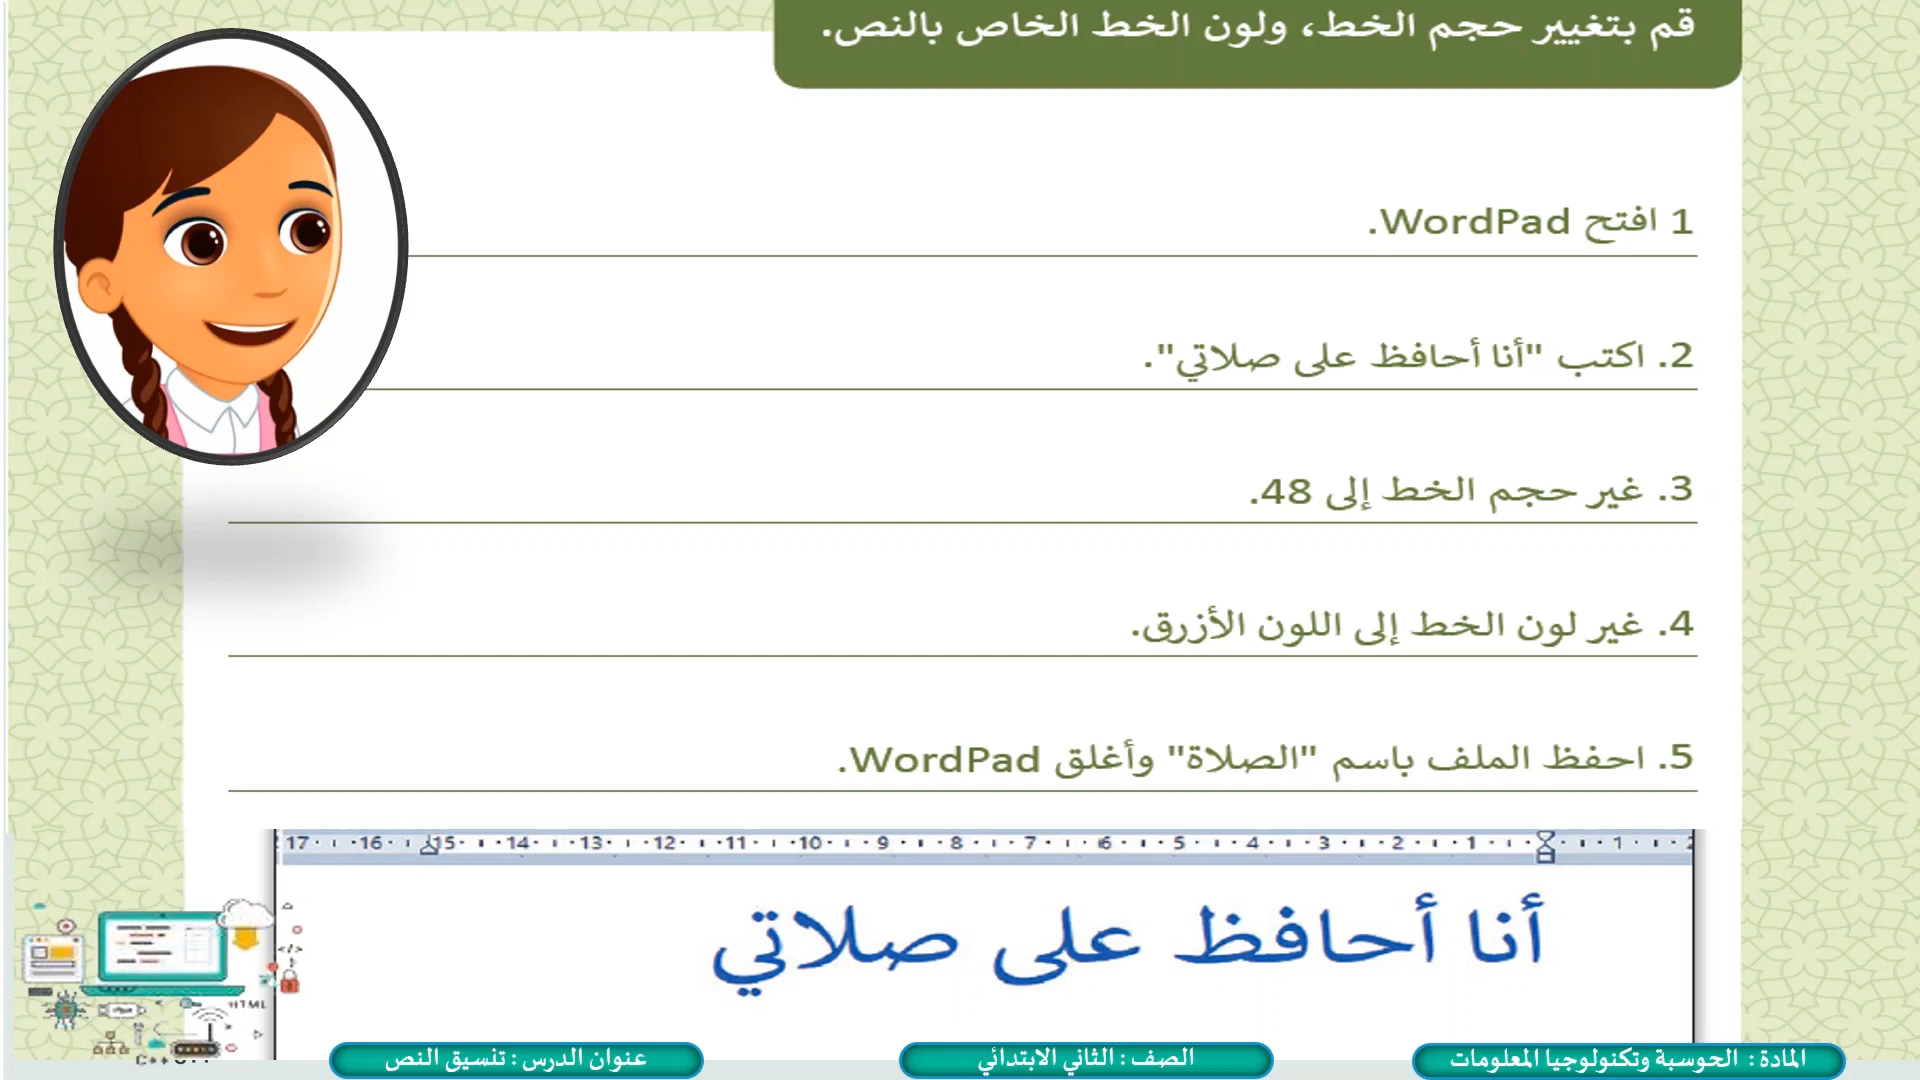 قم بتغيير حجم الخط، ولون الخط الخاص بالنص.
1 افتح WordPad.
2. اكتب "أنا أحافظ على صلاتي".
3. غير حجم الخط إلى 48.
4. غير لون الخط إلى اللون الأزرق.
5. احفظ الملف باسم "الصلاة" وأغلق WordPad.
17 16 15 14 13 12 11 10 9 8 7 6 5 4 3 2 1 1 2
أنا أحافظ على صلاتي
</>
HTML
C++
المادة : الحوسبة وتكنولوجيا المعلومات
الصف : الثاني الابتدائي
عنوان الدرس : تنسيق النص